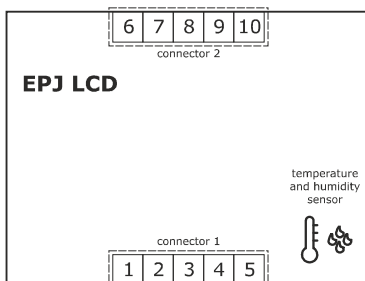 6 7 8 9 10
connector 2
EPJ LCD
temperature
and humidity
sensor
connector 1
1 2 3 4 5